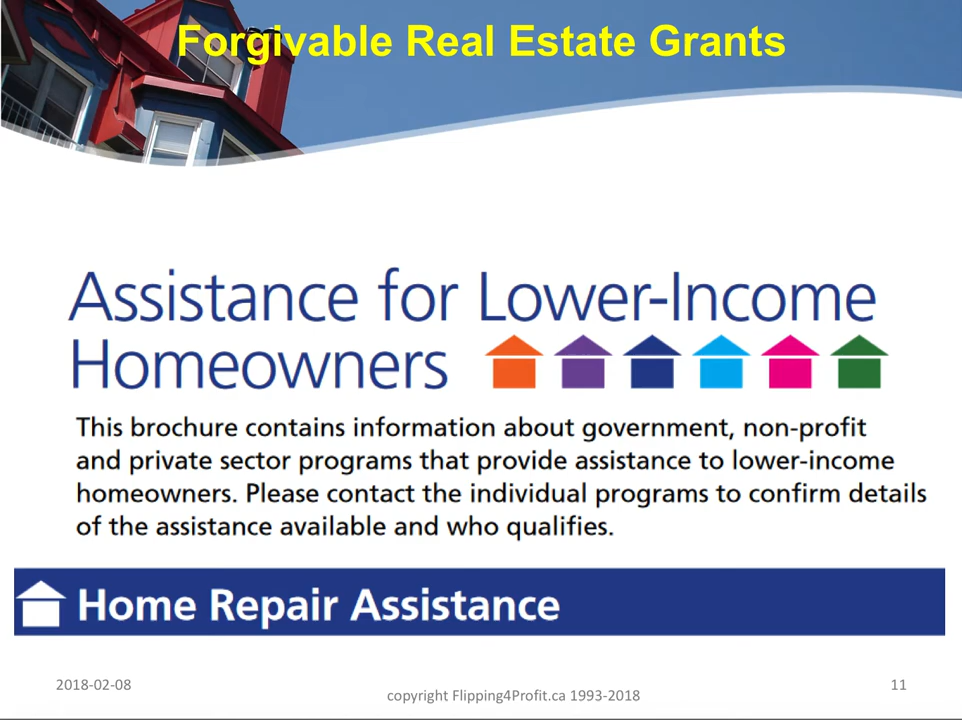 Forgivable Real Estate Grants
Assistance for Lower-Income
Homeowners
This brochure contains information about government, non-profit
and private sector programs that provide assistance to lower-income
homeowners. Please contact the individual programs to confirm details
of the assistance available and who qualifies.
Home Repair Assistance
2018-02-08
copyright Flipping4Profit.ca 1993-2018
11